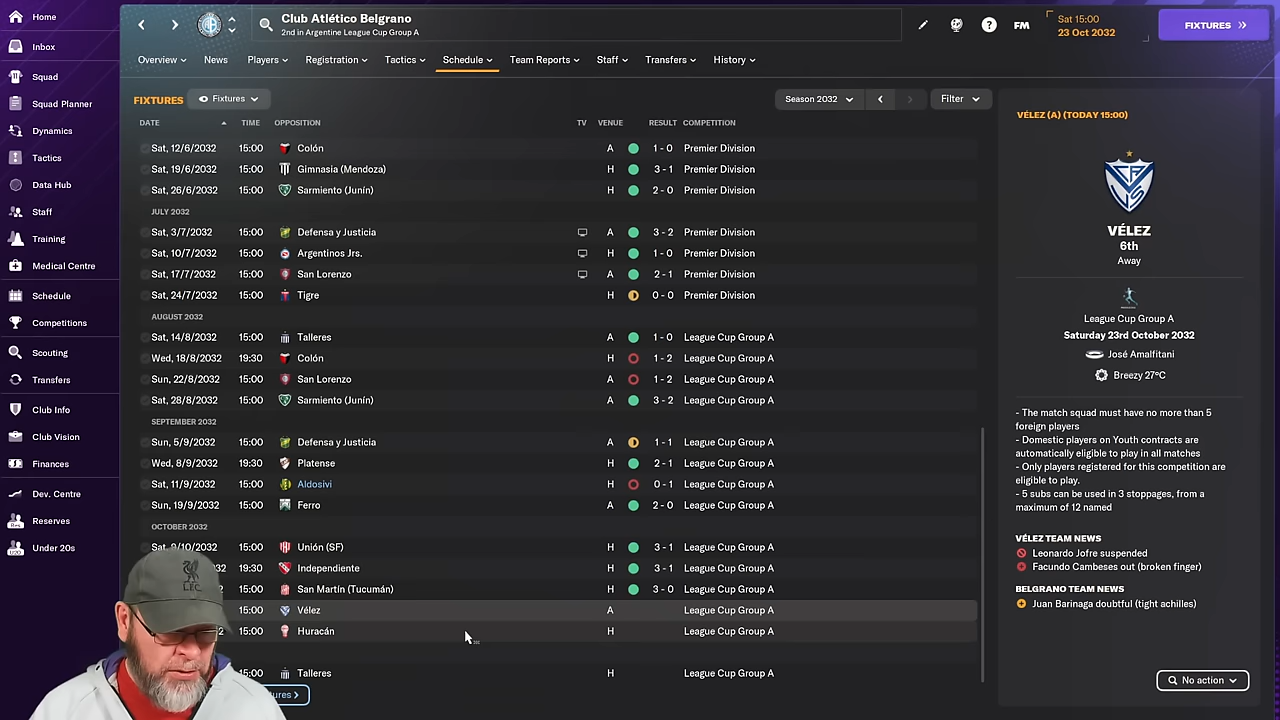 Home
Inbox
Squad
Squad Planner
Dynamics
Tactics
Data Hub
Staff
Training
Medical Centre
Schedule
Competitions
Scouting
Transfers
Club Info
Club Vision
Finances
Dev. Centre
Reserves
Under 20s
Club Atlético Belgrano
2nd in Argentine League Cup Group A
FM
Sat 15:00
23 Oct 2032
FIXTURES
Overview News Players Registration Tactics Schedule Team Reports Staff Transfers History
FIXTURES Fixtures Season 2032 Filter
DATE TIME OPPOSITION TV VENUE RESULT COMPETITION
Sat, 12/6/2032 15:00 Colón A 1 - 0 Premier Division
Sat, 19/6/2032 15:00 Gimnasia (Mendoza) H 3 - 1 Premier Division
Sat, 26/6/2032 15:00 Sarmiento (Junín) H 2 - 0 Premier Division
JULY 2032
Sat, 3/7/2032 15:00 Defensa y Justicia A 3 - 2 Premier Division
Sat, 10/7/2032 15:00 Argentinos Jrs. H 1 - 0 Premier Division
Sat, 17/7/2032 15:00 San Lorenzo A 2 - 1 Premier Division
Sat, 24/7/2032 15:00 Tigre H 0 - 0 Premier Division
AUGUST 2032
Sat, 14/8/2032 15:00 Talleres A 1 - 0 League Cup Group A
Wed, 18/8/2032 19:30 Colón H 1 - 2 League Cup Group A
Sun, 22/8/2032 15:00 San Lorenzo A 1 - 2 League Cup Group A
Sat, 28/8/2032 15:00 Sarmiento (Junín) A 3 - 2 League Cup Group A
SEPTEMBER 2032
Sun, 5/9/2032 15:00 Defensa y Justicia A 1 - 1 League Cup Group A
Wed, 8/9/2032 19:30 Platense H 2 - 1 League Cup Group A
Sat, 11/9/2032 15:00 Aldosivi H 0 - 1 League Cup Group A
Sun, 19/9/2032 15:00 Ferro A 2 - 0 League Cup Group A
OCTOBER 2032
Sat, 9/10/2032 15:00 Unión (SF) H 3 - 1 League Cup Group A
32 19:30 Independiente H 3 - 1 League Cup Group A
15:00 San Martín (Tucumán) H 3 - 0 League Cup Group A
15:00 Vélez A League Cup Group A
2 15:00 Huracán H League Cup Group A
15:00 Talleres H League Cup Group A
VÉLEZ (A) (TODAY 15:00)
VÉLEZ
6th
Away
League Cup Group A
Saturday 23rd October 2032
José Amalfitani
Breezy 27°C
- The match squad must have no more than 5
foreign players
- Domestic players on Youth contracts are
automatically eligible to play in all matches
- Only players registered for this competition are
eligible to play.
- 5 subs can be used in 3 stoppages, from a
maximum of 12 named
VÉLEZ TEAM NEWS
Leonardo Jofre suspended
Facundo Cambeses out (broken finger)
BELGRANO TEAM NEWS
Juan Barinaga doubtful (tight achilles)
No action
L.F.C.